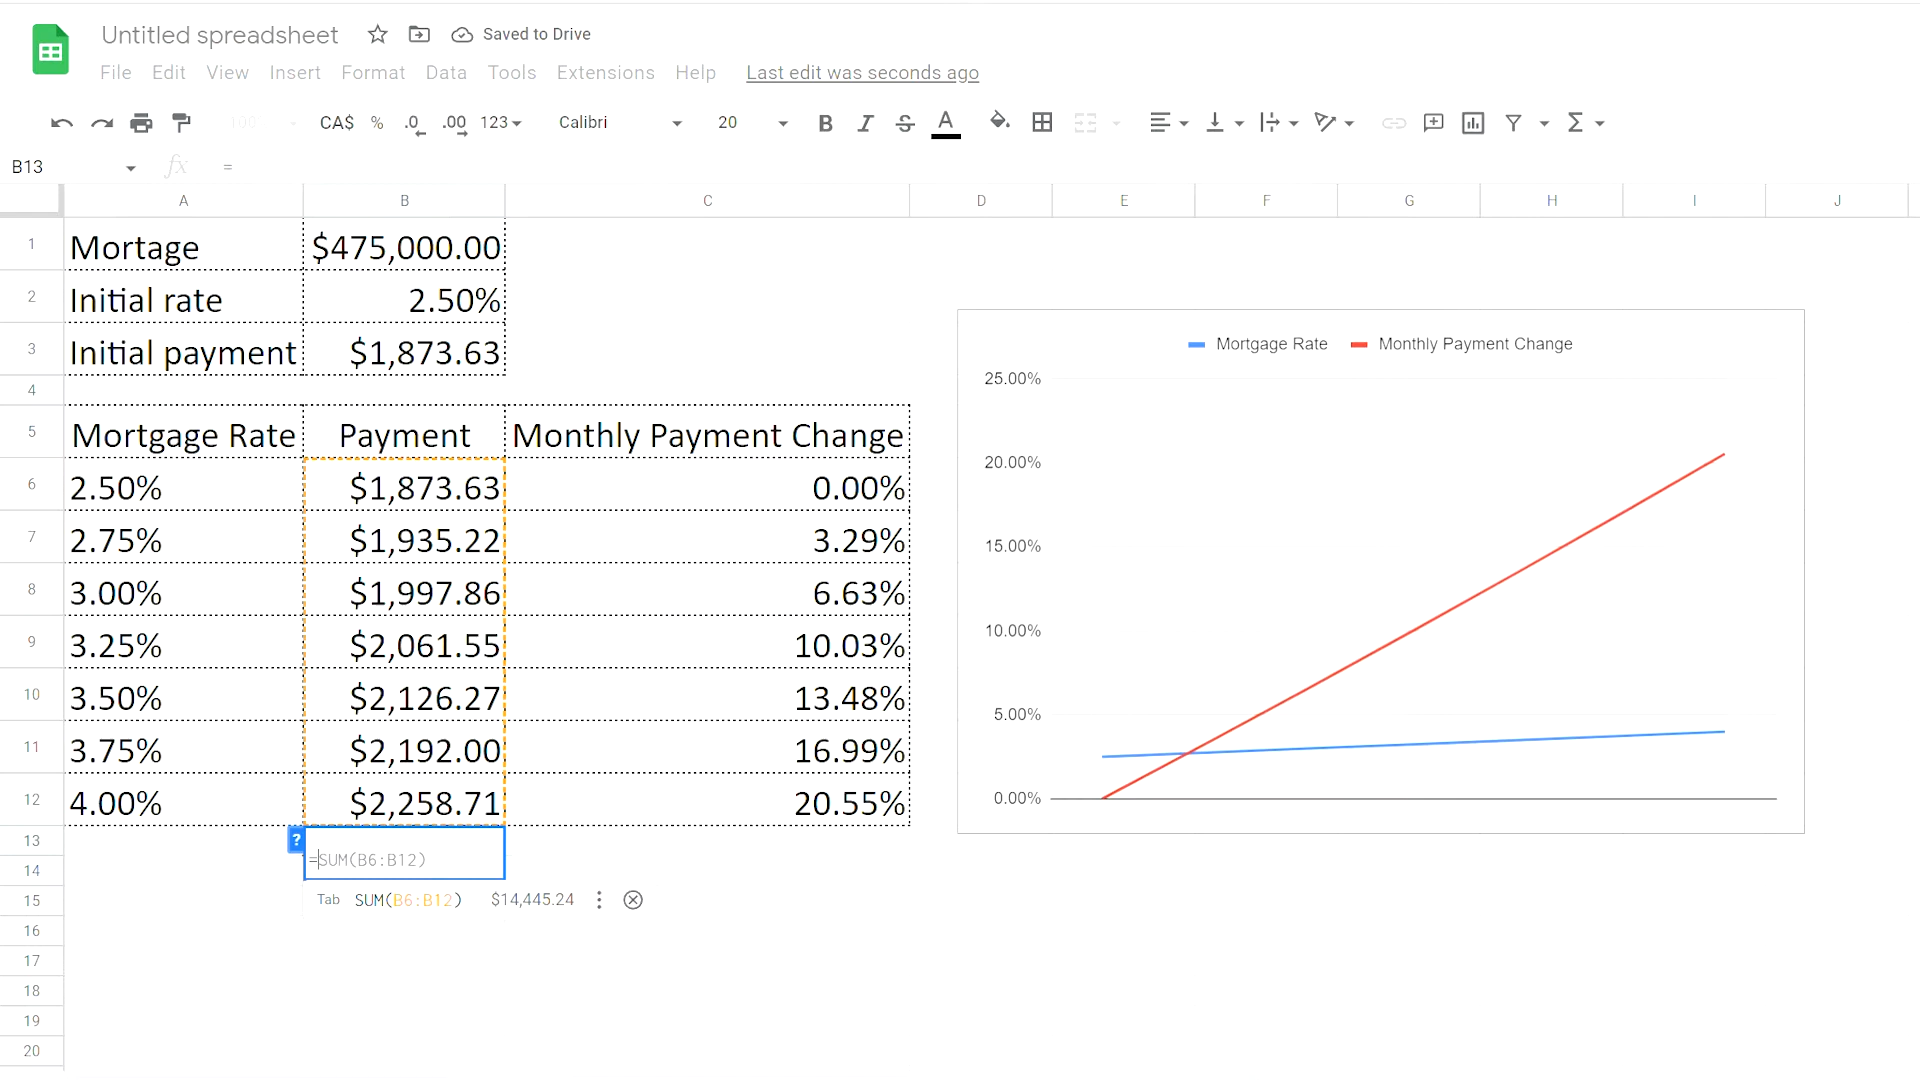 Untitled spreadsheet Saved to Drive
File Edit View Insert Format Data Tools Extensions Help Last edit was seconds ago
100 CA$ % .0 .00 123 Calibri 20 B I S A Σ
B13 fx =
A B C D E F G H I J
1 Mortage $475,000.00
2 Initial rate 2.50%
3 Initial payment $1,873.63
4
5 Mortgage Rate Payment Monthly Payment Change
6 2.50% $1,873.63 0.00%
7 2.75% $1,935.22 3.29%
8 3.00% $1,997.86 6.63%
9 3.25% $2,061.55 10.03%
10 3.50% $2,126.27 13.48%
11 3.75% $2,192.00 16.99%
12 4.00% $2,258.71 20.55%
13 ? =SUM(B6:B12)
14
15 Tab SUM(B6:B12) $14,445.24
16
17
18
19
20
Mortgage Rate Monthly Payment Change
25.00%
20.00%
15.00%
10.00%
5.00%
0.00%